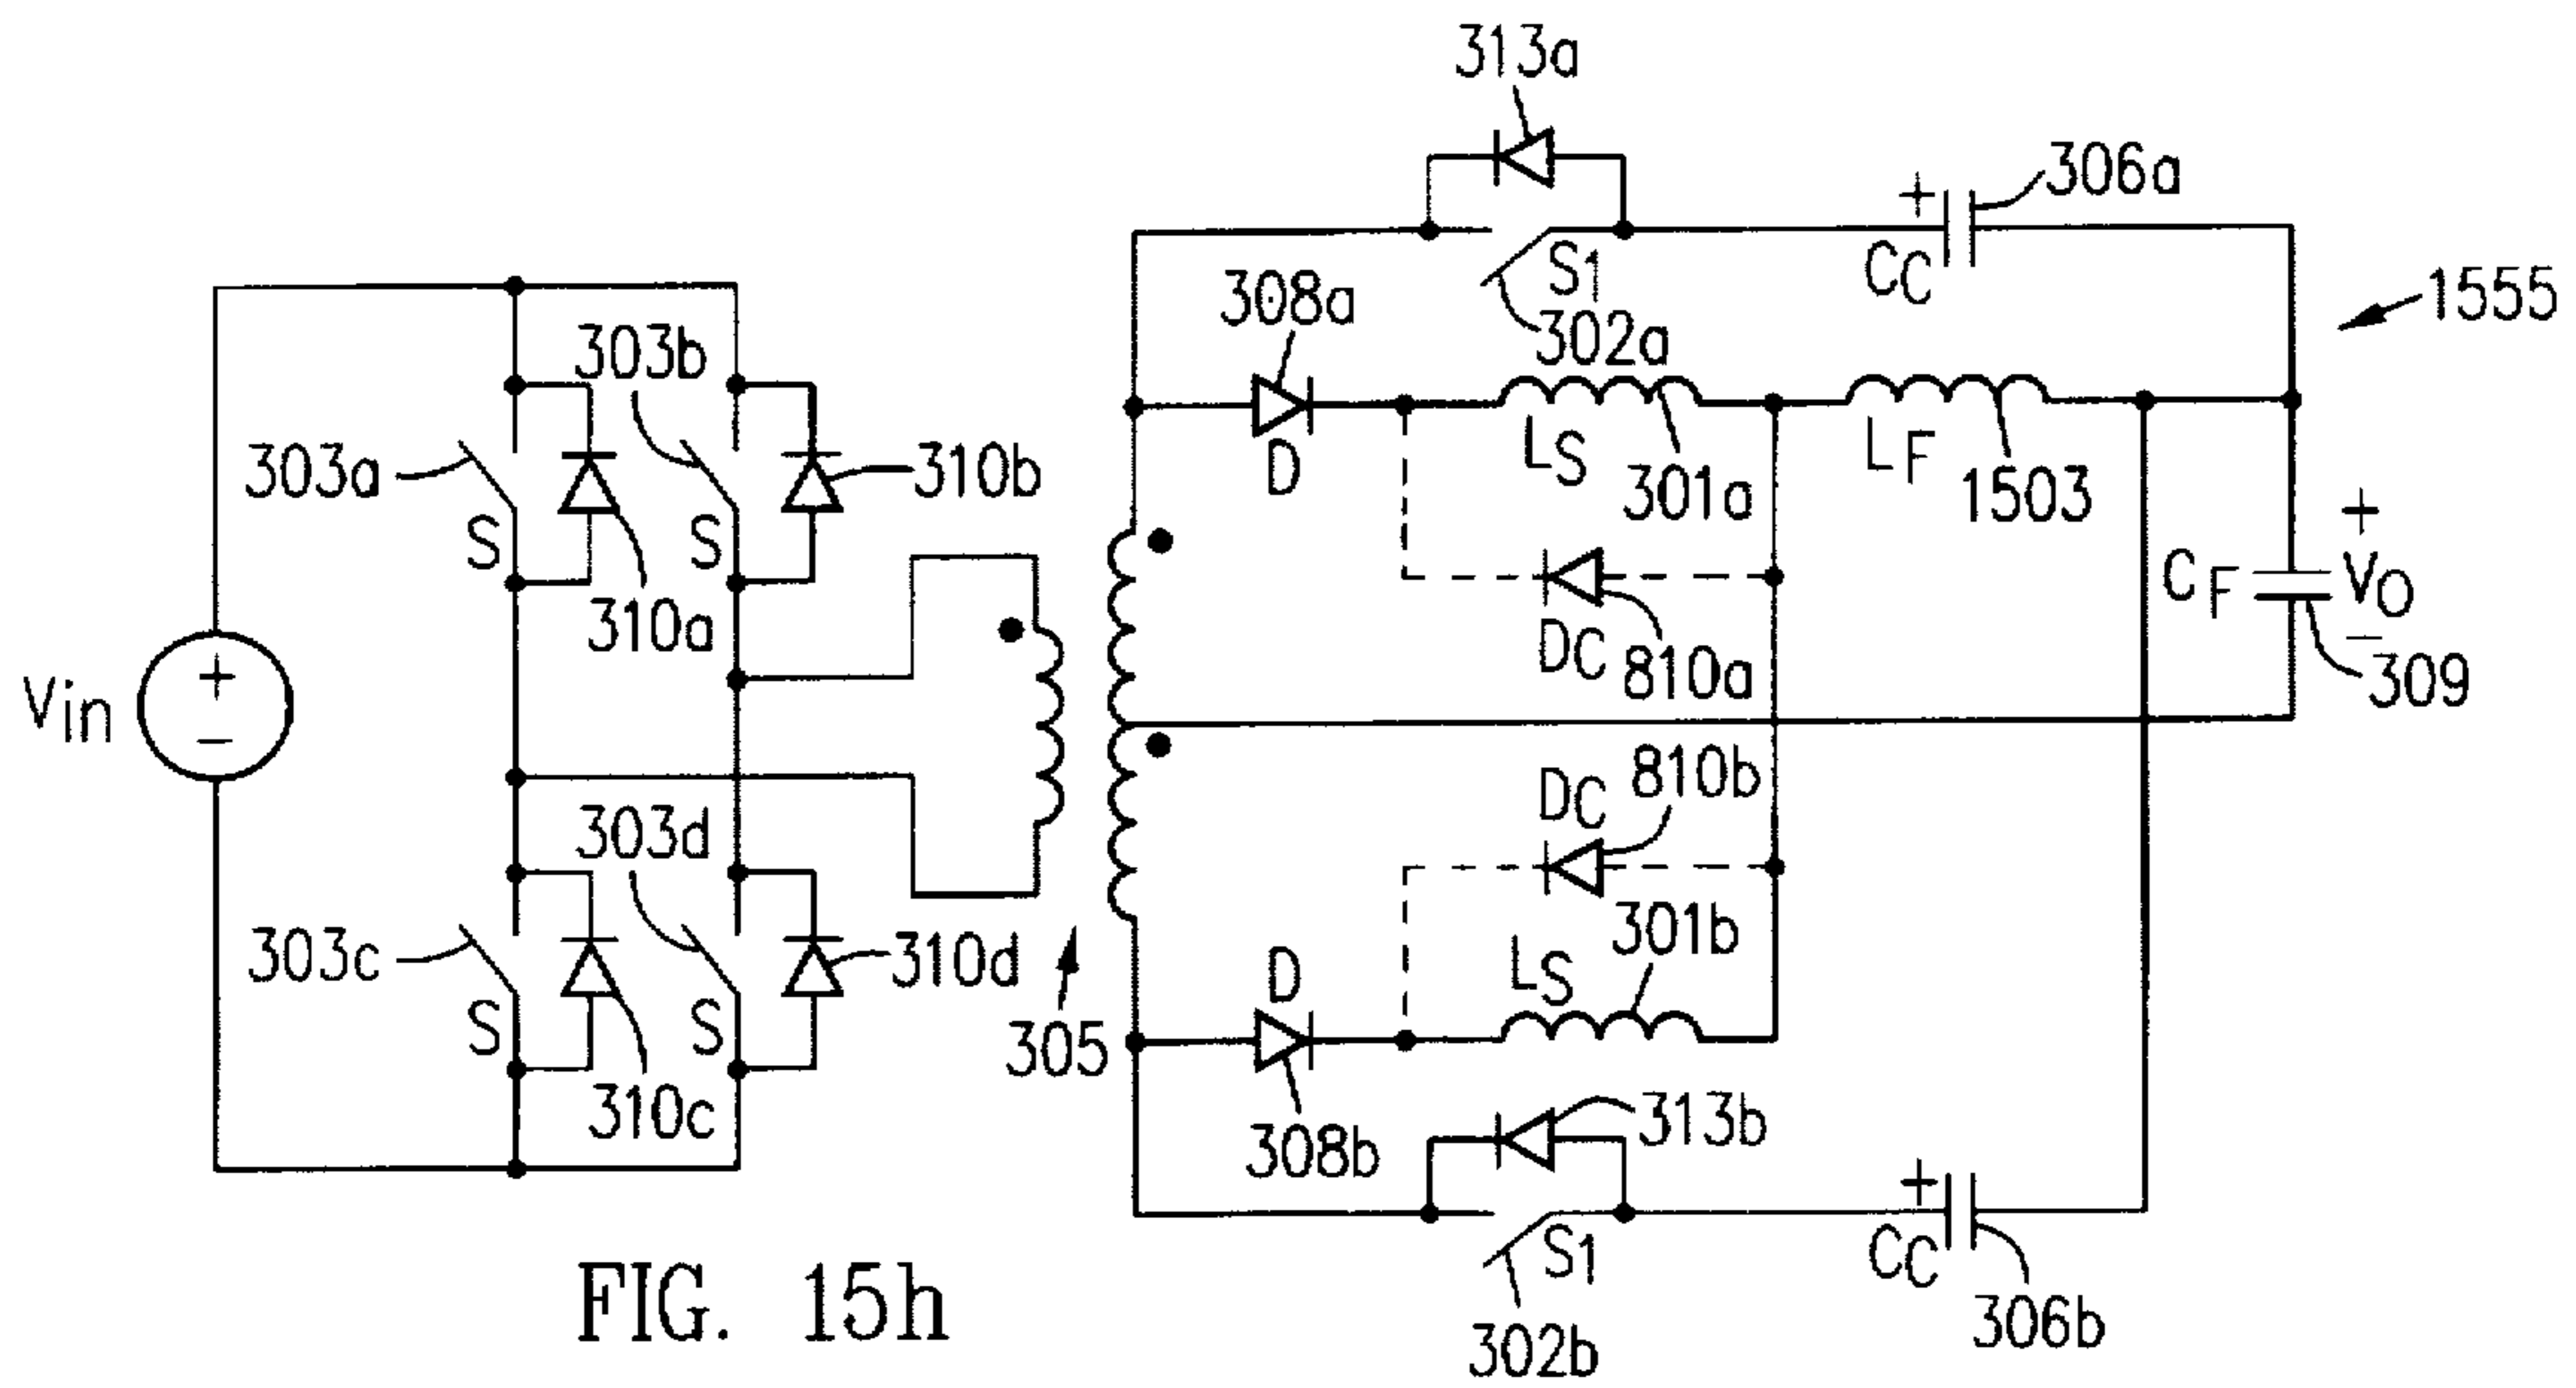 313a
306a
+
CC
S1
302a
1555
308a
D
LS
301a
LF
1503
303b
303a
S
310a
S
310b
+
CF
VO
−
309
DC
810a
Vin
+
−
DC
810b
303d
303c
S
310c
S
310d
305
D
301b
LS
308b
313b
+
S1
CC
302b
306b
FIG. 15h